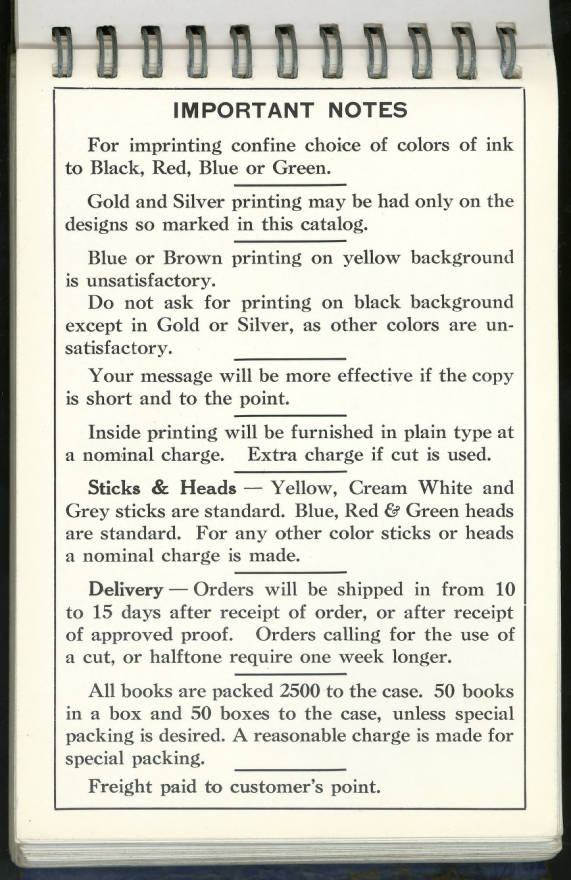 IMPORTANT NOTES
For imprinting confine choice of colors of ink
to Black, Red, Blue or Green.
Gold and Silver printing may be had only on the
designs so marked in this catalog.
Blue or Brown printing on yellow background
is unsatisfactory.
Do not ask for printing on black background
except in Gold or Silver, as other colors are un-
satisfactory.
Your message will be more effective if the copy
is short and to the point.
Inside printing will be furnished in plain type at
a nominal charge. Extra charge if cut is used.
Sticks & Heads — Yellow, Cream White and
Grey sticks are standard. Blue, Red & Green heads
are standard. For any other color sticks or heads
a nominal charge is made.
Delivery — Orders will be shipped in from 10
to 15 days after receipt of order, or after receipt
of approved proof. Orders calling for the use of
a cut, or halftone require one week longer.
All books are packed 2500 to the case. 50 books
in a box and 50 boxes to the case, unless special
packing is desired. A reasonable charge is made for
special packing.
Freight paid to customer's point.